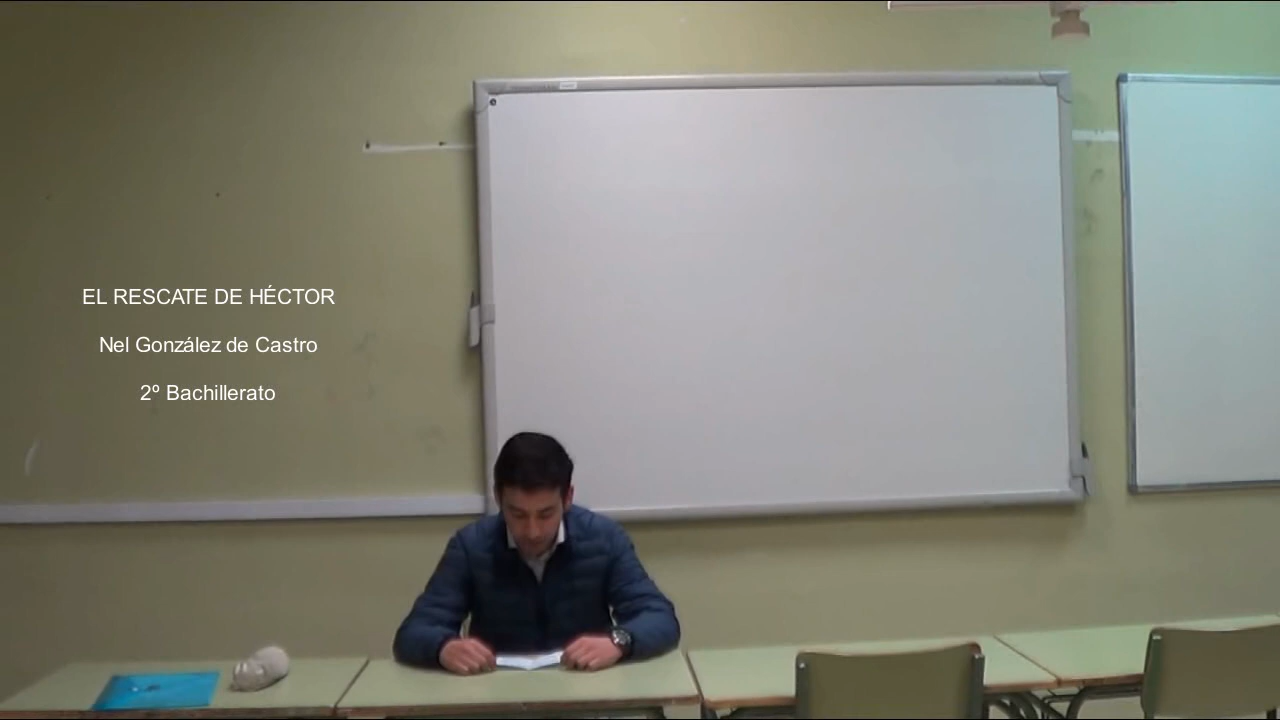 EL RESCATE DE HÉCTOR
Nel González de Castro
2º Bachillerato